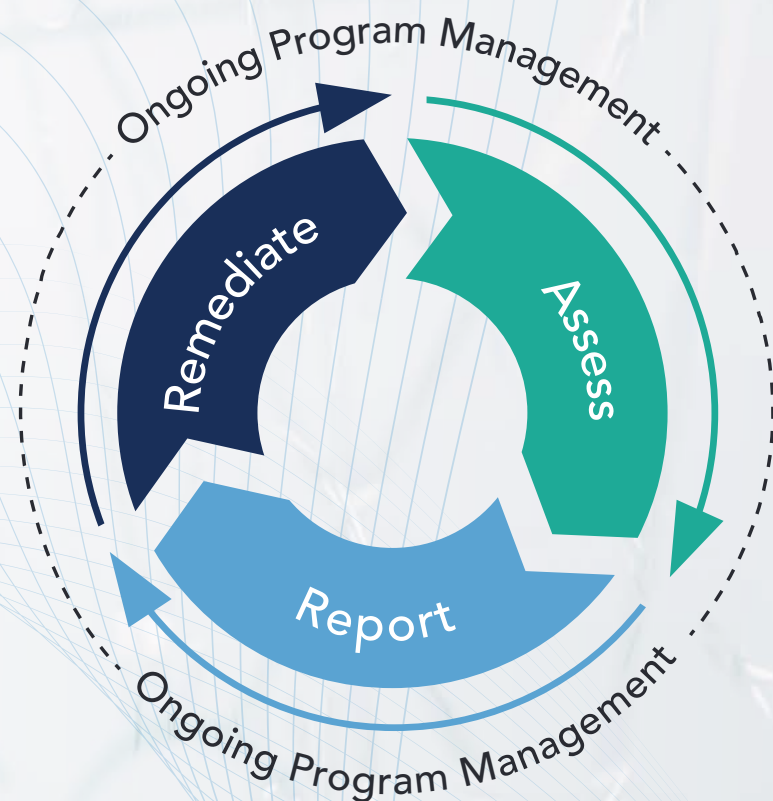 Ongoing Program Management
Remediate
Assess
Report
Ongoing Program Management